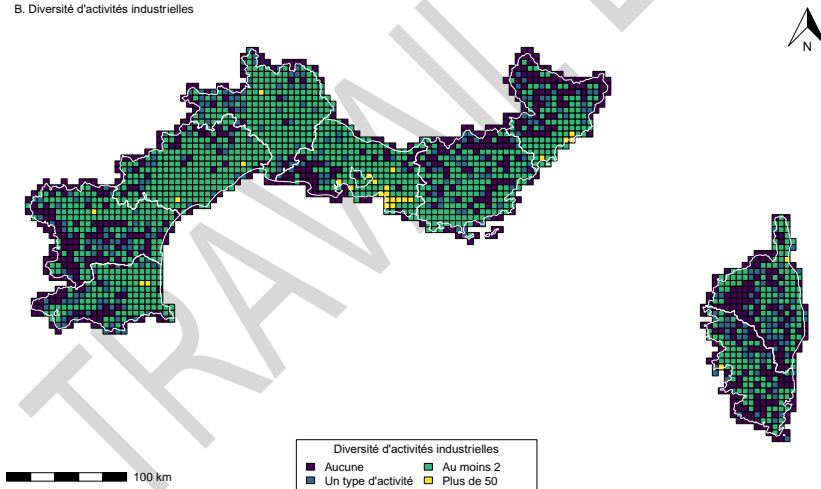 B. Diversité d'activités industrielles
N
TRAVAIL
100 km
Diversité d'activités industrielles
Aucune
Au moins 2
Un type d'activité
Plus de 50